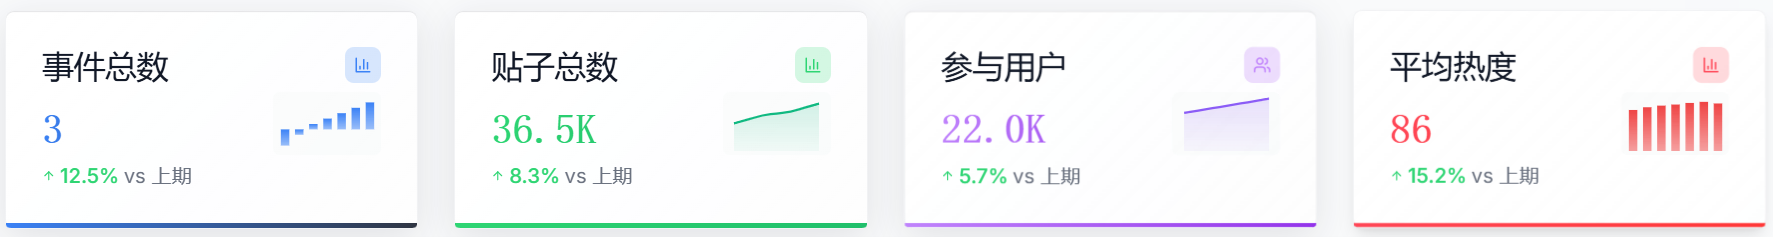 事件总数
3
↑ 12.5% vs 上期
贴子总数
36.5K
↑ 8.3% vs 上期
参与用户
22.0K
↑ 5.7% vs 上期
平均热度
86
↑ 15.2% vs 上期